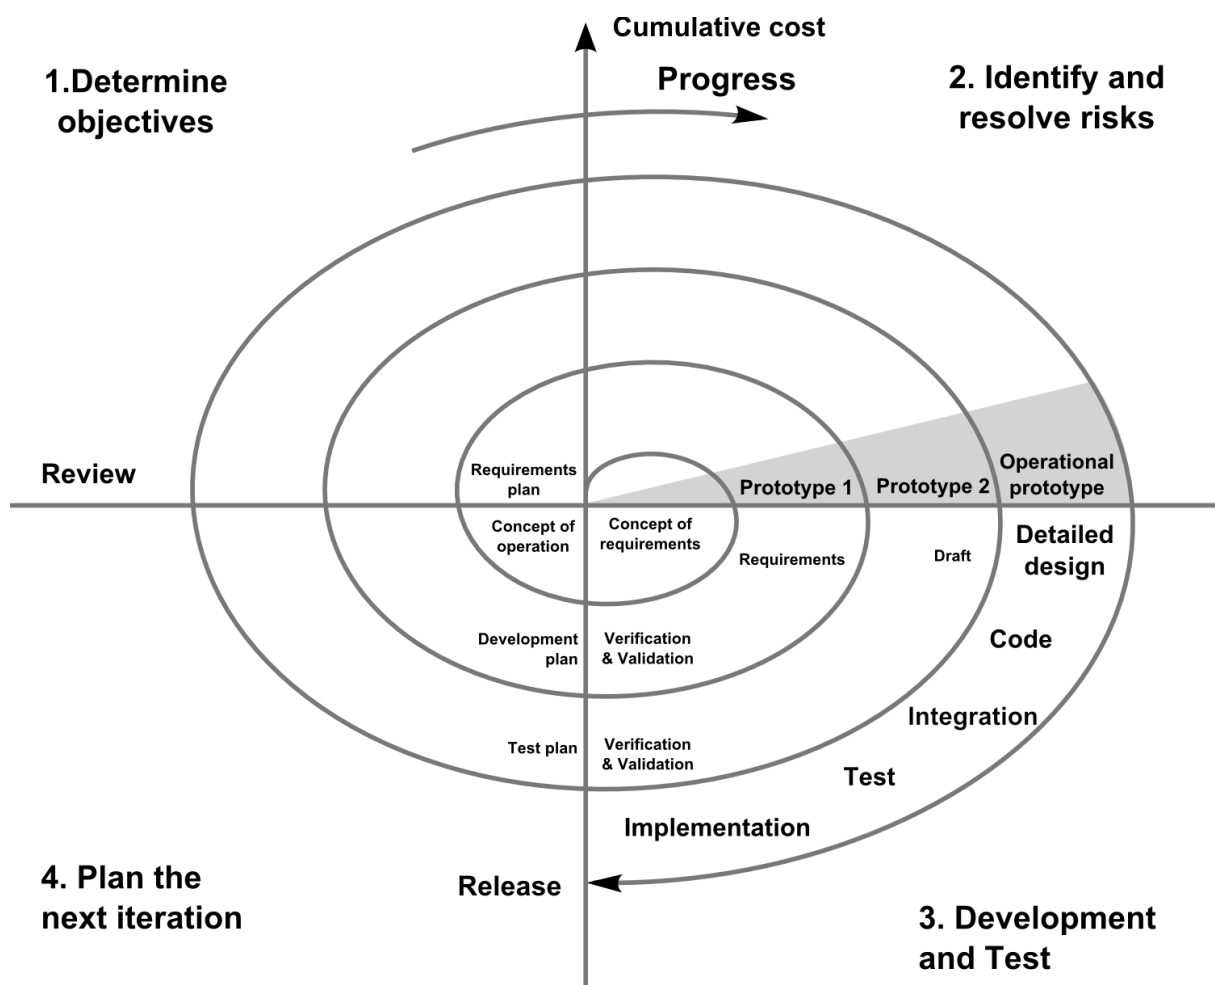 Cumulative cost
Progress
1.Determine
objectives
2. Identify and
resolve risks
Review
Requirements
plan
Prototype 1
Prototype 2
Operational
prototype
Concept of
operation
Concept of
requirements
Requirements
Draft
Detailed
design
Development
plan
Verification
& Validation
Code
Integration
Test plan
Verification
& Validation
Test
Implementation
Release
4. Plan the
next iteration
3. Development
and Test